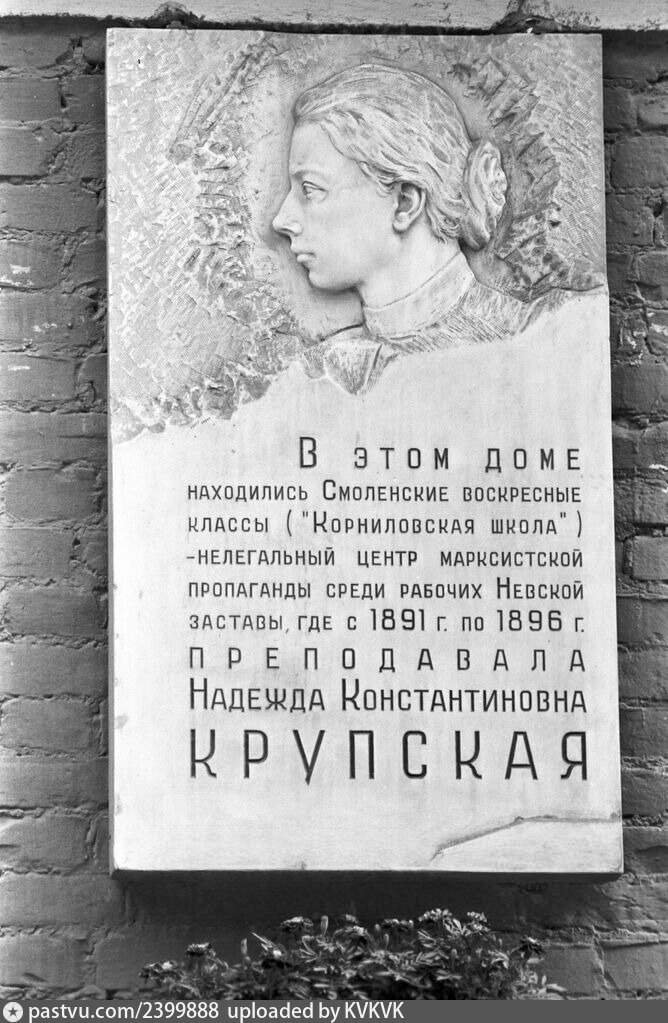 В ЭТОМ ДОМЕ
НАХОДИЛИСЬ СМОЛЕНСКИЕ ВОСКРЕСНЫЕ
КЛАССЫ ("КОРНИЛОВСКАЯ ШКОЛА")
-НЕЛЕГАЛЬНЫЙ ЦЕНТР МАРКСИСТСКОЙ
ПРОПАГАНДЫ СРЕДИ РАБОЧИХ НЕВСКОЙ
ЗАСТАВЫ, ГДЕ С 1891 Г. ПО 1896 Г.
ПРЕПОДАВАЛА
НАДЕЖДА КОНСТАНТИНОВНА
КРУПСКАЯ
pastvu.com/2399888 uploaded by KVKVK